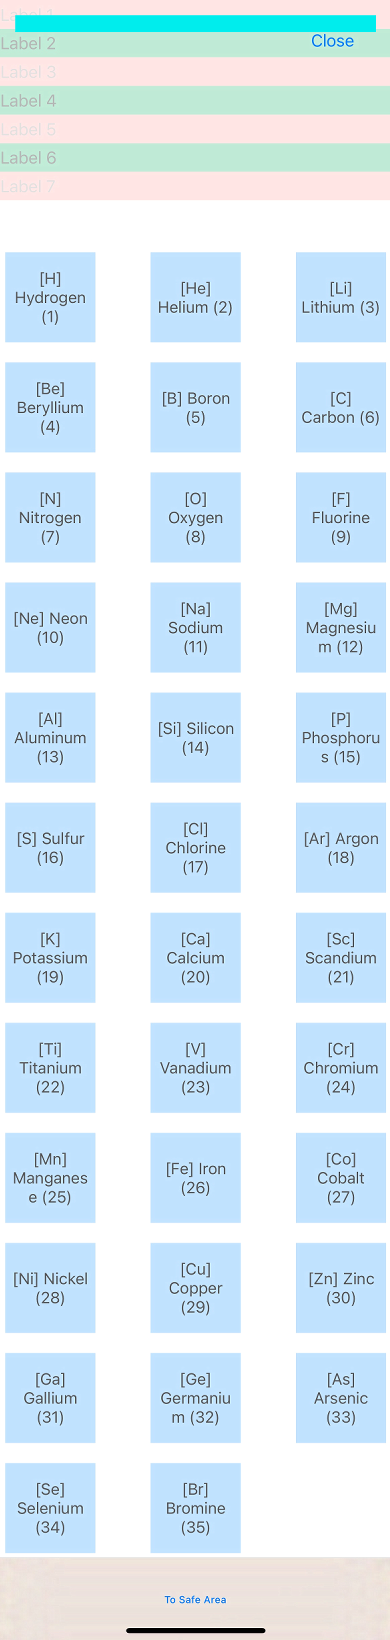 Label 1
Label 2
Close
Label 3
Label 4
Label 5
Label 6
Label 7
[H]
Hydrogen
(1)
[He]
Helium (2)
[Li]
Lithium (3)
[Be]
Beryllium
(4)
[B] Boron
(5)
[C]
Carbon (6)
[N]
Nitrogen
(7)
[O]
Oxygen
(8)
[F]
Fluorine
(9)
[Ne] Neon
(10)
[Na]
Sodium
(11)
[Mg]
Magnesiu
m (12)
[Al]
Aluminum
(13)
[Si] Silicon
(14)
[P]
Phosphoru
s (15)
[S] Sulfur
(16)
[Cl]
Chlorine
(17)
[Ar] Argon
(18)
[K]
Potassium
(19)
[Ca]
Calcium
(20)
[Sc]
Scandium
(21)
[Ti]
Titanium
(22)
[V]
Vanadium
(23)
[Cr]
Chromium
(24)
[Mn]
Manganes
e (25)
[Fe] Iron
(26)
[Co]
Cobalt
(27)
[Ni] Nickel
(28)
[Cu]
Copper
(29)
[Zn] Zinc
(30)
[Ga]
Gallium
(31)
[Ge]
Germaniu
m (32)
[As]
Arsenic
(33)
[Se]
Selenium
(34)
[Br]
Bromine
(35)
To Safe Area